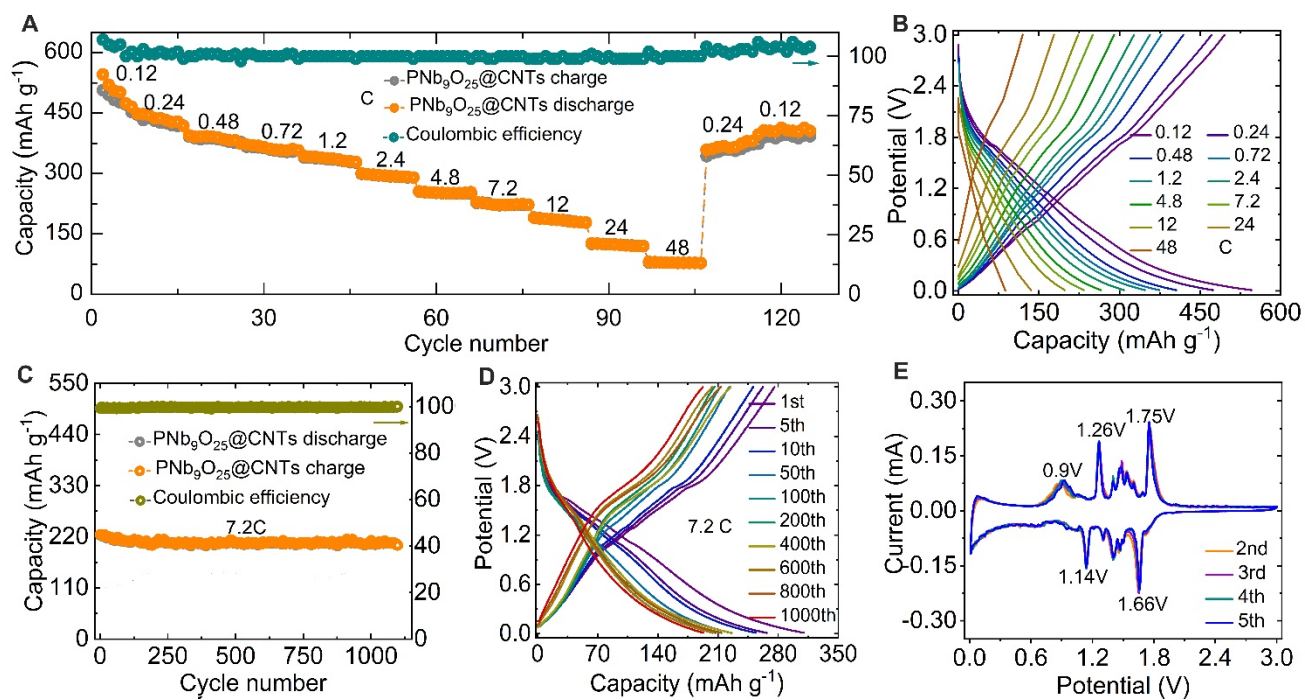 A
600
450
300
150
0
Capacity (mAh g⁻¹)
0.12
0.24
0.48
0.72
1.2
2.4
4.8
7.2
12
24
48
0.24
0.12
PNb₉O₂₅@CNTs charge
C
PNb₉O₂₅@CNTs discharge
Coulombic efficiency
100
80
60
40
20
0
0 30 60 90 120
Cycle number
B
3.0
2.4
1.8
1.2
0.6
0.0
Potential (V)
0.12 0.24
0.48 0.72
1.2 2.4
4.8 7.2
12 24
48 C
0 150 300 450 600
Capacity (mAh g⁻¹)
C
550
440
330
220
110
0
Capacity (mAh g⁻¹)
PNb₉O₂₅@CNTs discharge
PNb₉O₂₅@CNTs charge
Coulombic efficiency
7.2C
100
80
60
40
20
0
0 250 500 750 1000
Cycle number
D
3.0
2.4
1.8
1.2
0.6
0.0
Potential (V)
1st
5th
10th
50th
100th
200th
400th
600th
800th
1000th
7.2 C
0 70 140 210 280 350
Capacity (mAh g⁻¹)
E
0.30
0.15
0.00
-0.15
-0.30
Current (mA)
0.9V
1.26V
1.75V
1.14V
1.66V
2nd
3rd
4th
5th
0.0 0.6 1.2 1.8 2.4 3.0
Potential (V)